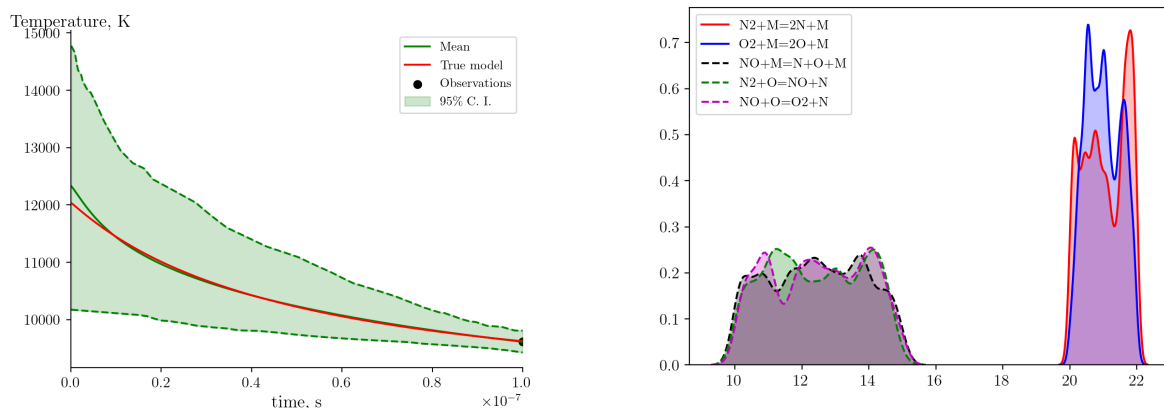 Temperature, K
15000
14000
13000
12000
11000
10000
0.0 0.2 0.4 0.6 0.8 1.0
time, s
×10⁻⁷
Mean
True model
Observations
95% C. I.
0.7
0.6
0.5
0.4
0.3
0.2
0.1
0.0
10 12 14 16 18 20 22
N2+M=2N+M
O2+M=2O+M
NO+M=N+O+M
N2+O=NO+N
NO+O=O2+N